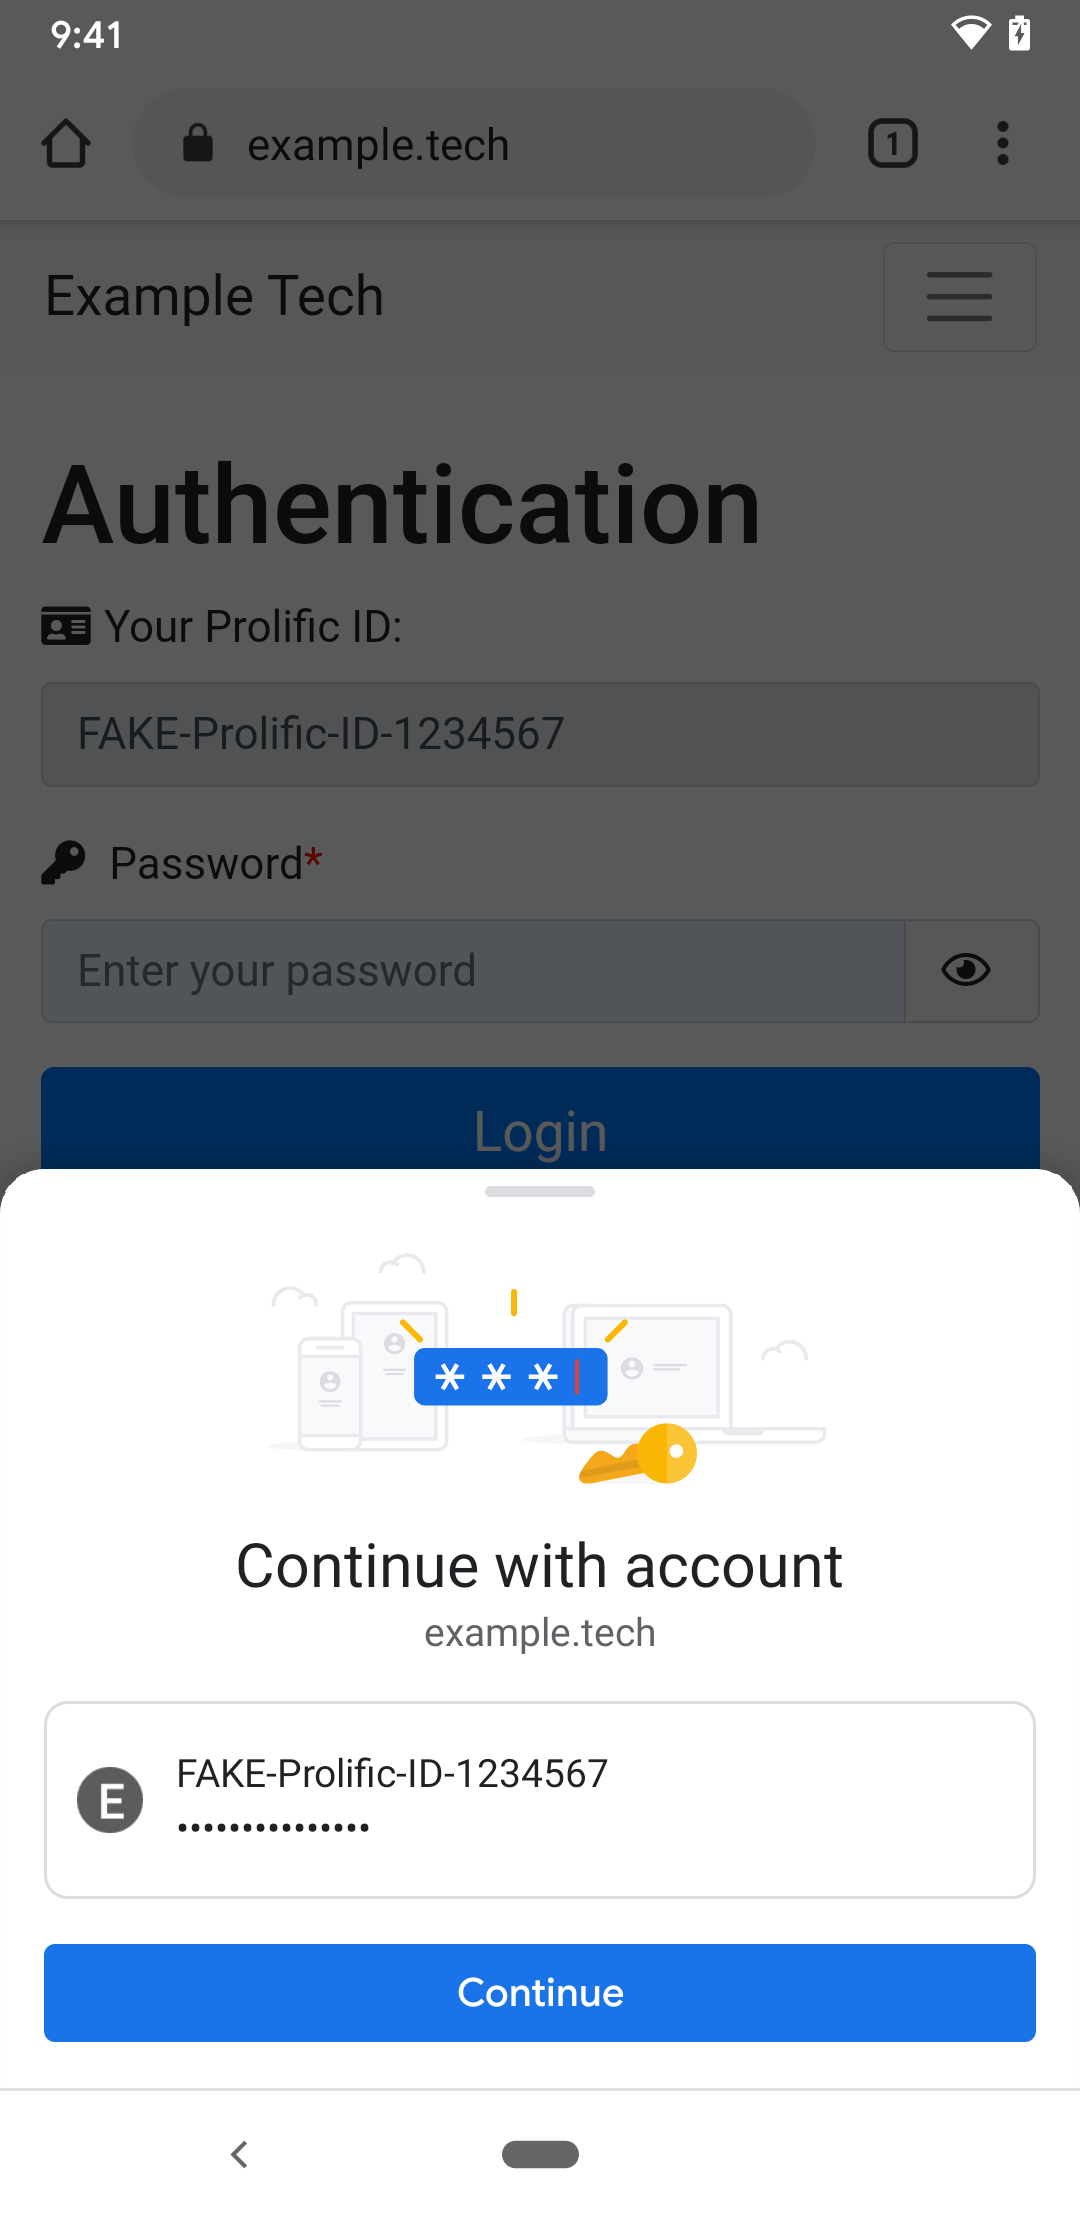 9:41
example.tech
1
Example Tech
Authentication
Your Prolific ID:
FAKE-Prolific-ID-1234567
Password*
Enter your password
Login
***
Continue with account
example.tech
E
FAKE-Prolific-ID-1234567
•••••••••••••••
Continue